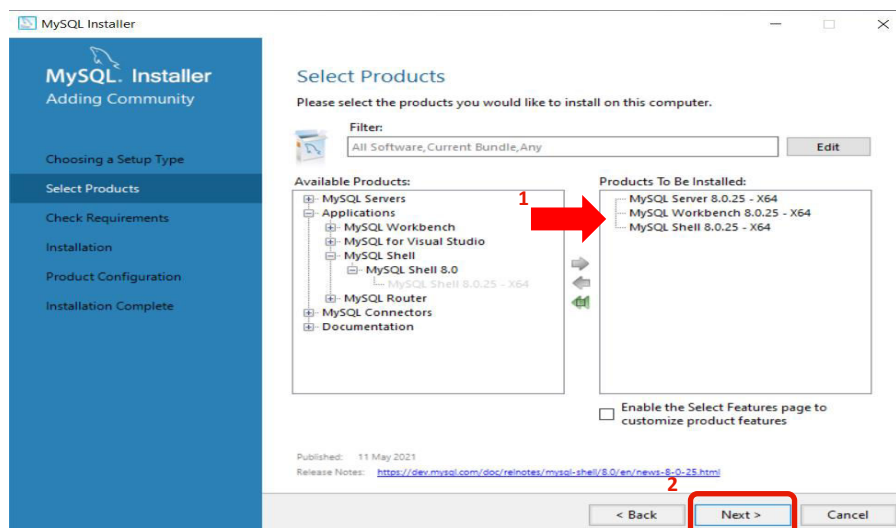 MySQL Installer
MySQL. Installer
Adding Community
Choosing a Setup Type
Select Products
Check Requirements
Installation
Product Configuration
Installation Complete
Select Products
Please select the products you would like to install on this computer.
Filter:
All Software,Current Bundle,Any
Edit
Available Products:
MySQL Servers
Applications
MySQL Workbench
MySQL for Visual Studio
MySQL Shell
MySQL Shell 8.0
MySQL Shell 8.0.25 - X64
MySQL Router
MySQL Connectors
Documentation
1
Products To Be Installed:
MySQL Server 8.0.25 - X64
MySQL Workbench 8.0.25 - X64
MySQL Shell 8.0.25 - X64
Enable the Select Features page to
customize product features
Published: 11 May 2021
Release Notes: https://dev.mysql.com/doc/relnotes/mysql-shell/8.0/en/news-8-0-25.html
2
< Back
Next >
Cancel